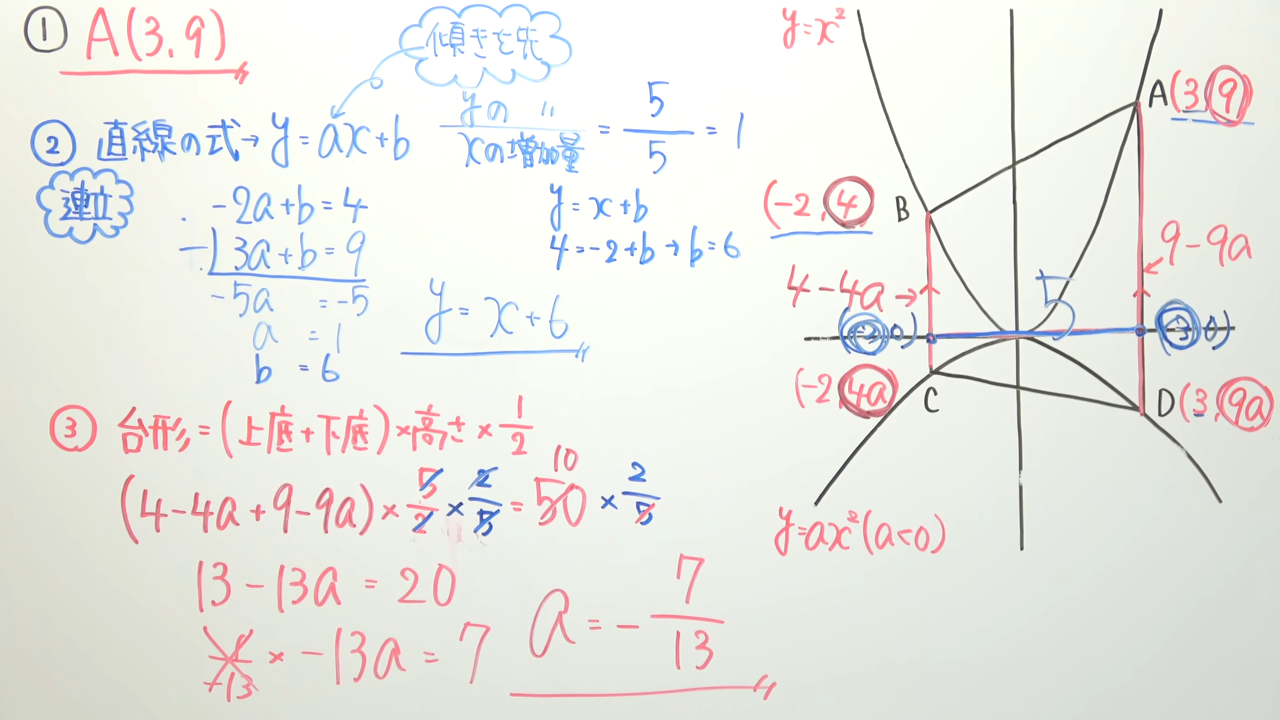 ① A(3,9)
傾きを先
② 直線の式→ y=ax+b
yの 〃 / xの増加量 = 5/5 = 1
連立
-2a+b=4
-) 3a+b=9
-5a =-5
a =1
b =6
y=x+b
4=-2+b→b=6
y=x+6
③ 台形=(上底+下底)×高さ×1/2
(4-4a+9-9a)×5/2×2/5=50×2/5
10
13-13a=20
×-13a=7
-13
a=-7/13
y=x²
A(3,9)
(-2,4) B
9-9a
4-4a→
5
(-2,0)
(3,0)
(-2,4a) C
D(3,9a)
y=ax²(a<0)